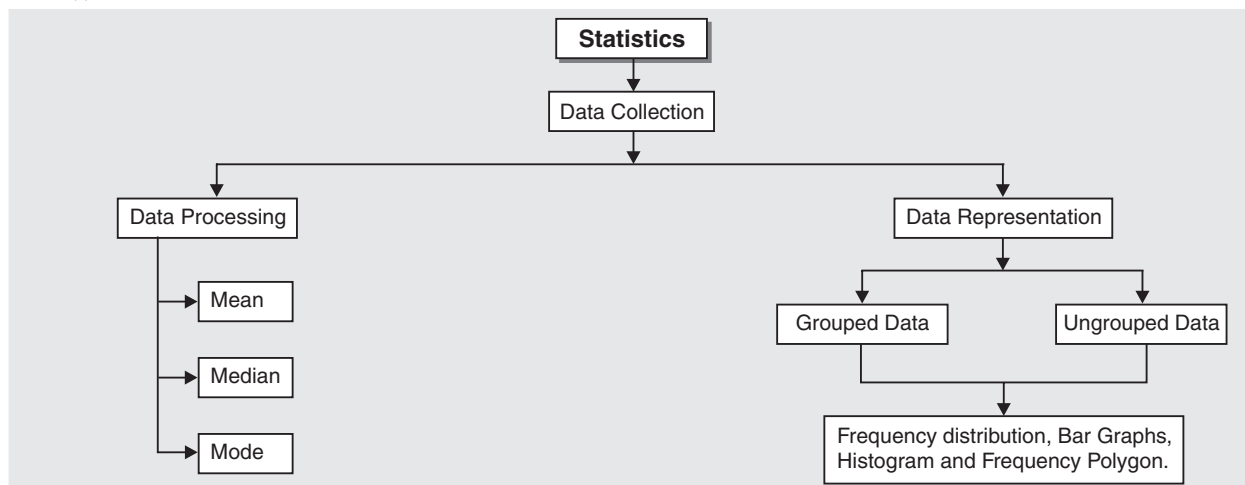 Statistics
Data Collection
Data Processing
Data Representation
Mean
Median
Mode
Grouped Data
Ungrouped Data
Frequency distribution, Bar Graphs,
Histogram and Frequency Polygon.